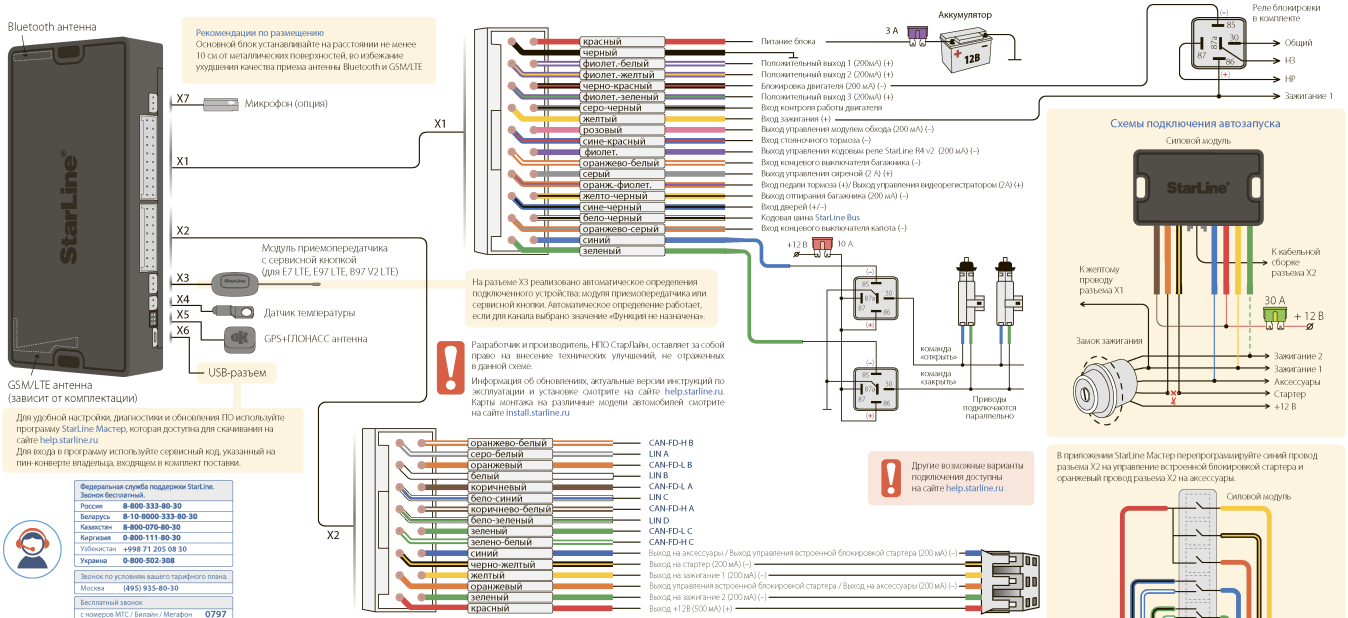 Bluetooth антенна
Рекомендации по размещению
Основной блок устанавливайте на расстоянии не менее
10 см от металлических поверхностей, во избежание
ухудшения качества приема антенны Bluetooth и GSM/LTE
StarLine®
X7
Микрофон (опция)
X1
X1
X2
Модуль приемопередатчика
с сервисной кнопкой
(для E7 LTE, E97 LTE, B97 V2 LTE)
X3
StarLine
X4
Датчик температуры
X5
GPS+ГЛОНАСС антенна
X6
USB-разъем
GSM/LTE антенна
(зависит от комплектации)
Для удобной настройки, диагностики и обновления ПО используйте
программу StarLine Мастер, которая доступна для скачивания на
сайте help.starline.ru
Для входа в программу используйте сервисный код, указанный на
пин-конверте владельца, входящем в комплект поставки.
Федеральная служба поддержки StarLine.
Звонок бесплатный.
Россия 8-800-333-80-30
Беларусь 8-10-8000-333-80-30
Казахстан 8-800-070-80-30
Киргизия 0-800-111-80-30
Узбекистан +998 71 205 08 30
Украина 0-800-502-308
Звонок по условиям вашего тарифного плана.
Москва (495) 935-80-30
Бесплатный звонок
с номеров МТС / Билайн / Мегафон 0797
красный Питание блока
черный
фиолет.-белый Положительный выход 1 (200мА) (+)
фиолет.-желтый Положительный выход 2 (200мА) (+)
черно-красный Блокировка двигателя (200 мА) (–)
фиолет.-зеленый Положительный выход 3 (200мА) (+)
серо-черный Вход контроля работы двигателя
желтый Вход зажигания (+)
розовый Выход управления модулем обхода (200 мА) (–)
сине-красный Вход стояночного тормоза (–)
фиолет. Выход управления кодовым реле StarLine R4 v2 (200 мА) (–)
оранжево-белый Вход концевого выключателя багажника (–)
серый Выход управления сиреной (2 А) (+)
оранж.-фиолет. Вход педали тормоза (+)/ Выход управления видеорегистратором (2А) (+)
желто-черный Выход отпирания багажника (200 мА) (–)
сине-черный Вход дверей (+/–)
бело-черный Кодовая шина StarLine Bus
оранжево-серый Вход концевого выключателя капота (–)
синий
зеленый
3 А
Аккумулятор
12В
Реле блокировки
в комплекте
(–)
85
87a
30
87
86
(+)
Общий
НЗ
НР
Зажигание 1
+12 В
10 А
(–)
85
30
87a
87
86
(+)
команда
«открыть»
(–)
85
30
87a
87
86
(+)
команда
«закрыть»
Приводы
подключаются
параллельно
На разъеме X3 реализовано автоматическое определения
подключенного устройства: модуля приемопередатчика или
сервисной кнопки. Автоматическое определение работает,
если для канала выбрано значение «Функция не назначена».
Разработчик и производитель, НПО СтарЛайн, оставляет за собой
право на внесение технических улучшений, не отраженных
в данной схеме.
Информация об обновлениях, актуальные версии инструкций по
эксплуатации и установке смотрите на сайте help.starline.ru.
Карты монтажа на различные модели автомобилей смотрите
на сайте install.starline.ru
X2
оранжево-белый CAN-FD-H B
серо-белый LIN A
оранжевый CAN-FD-L B
белый LIN B
коричневый CAN-FD-L A
бело-синий LIN C
коричнево-белый CAN-FD-H A
бело-зеленый LIN D
зеленый CAN-FD-L C
зелено-белый CAN-FD-H C
синий Выход на аксессуары / Выход управления встроенной блокировкой стартера (200 мА) (–)
черно-желтый Выход на стартер (200 мА) (–)
желтый Выход на зажигание 1 (200 мА) (–)
оранжевый Выход управления встроенной блокировкой стартера / Выход на аксессуары (200 мА) (–)
зеленый Выход на зажигание 2 (200 мА) (–)
красный Выход +12В (500 мА) (+)
Другие возможные варианты
подключения доступны
на сайте help.starline.ru
Схемы подключения автозапуска
Силовой модуль
StarLine®
К желтому
проводу
разъема X1
К кабельной
сборке
разъема X2
30 А
+ 12 В
Замок зажигания
Зажигание 2
Зажигание 1
Аксессуары
Стартер
+12 В
В приложении StarLine Мастер перепрограммируйте синий провод
разъема X2 на управление встроенной блокировкой стартера и
оранжевый провод разъема X2 на аксессуары.
Силовой модуль